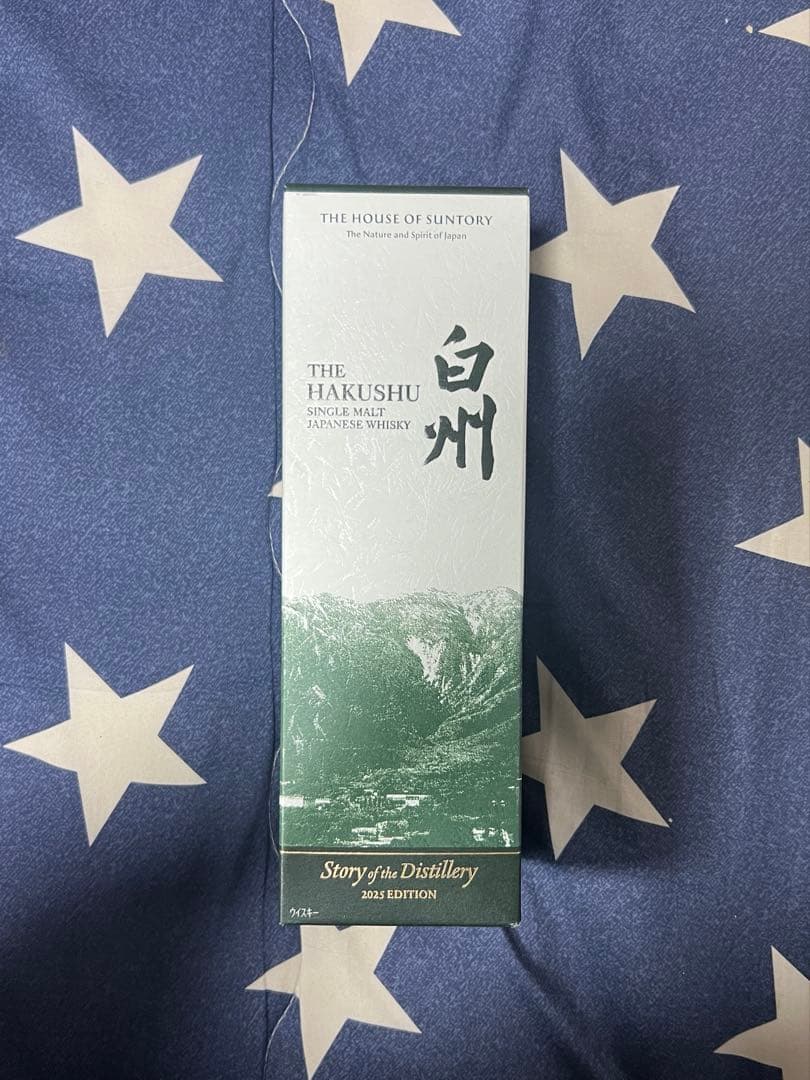 THE HOUSE OF SUNTORY
The Nature and Spirit of Japan
THE
HAKUSHU
SINGLE MALT
JAPANESE WHISKY
白州
Story of the Distillery
2025 EDITION
ウイスキー